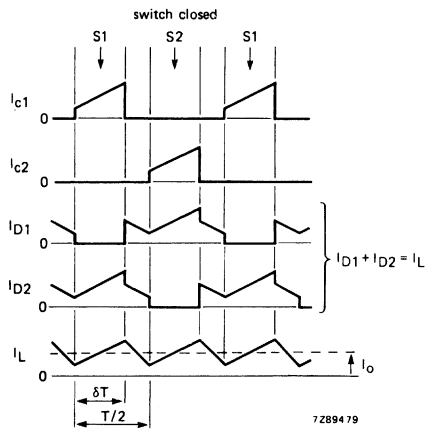 switch closed
S1 S2 S1
Ic1
0
Ic2
0
ID1
0
ID1 + ID2 = IL
ID2
0
IL
Io
0
δT
T/2
7Z89479